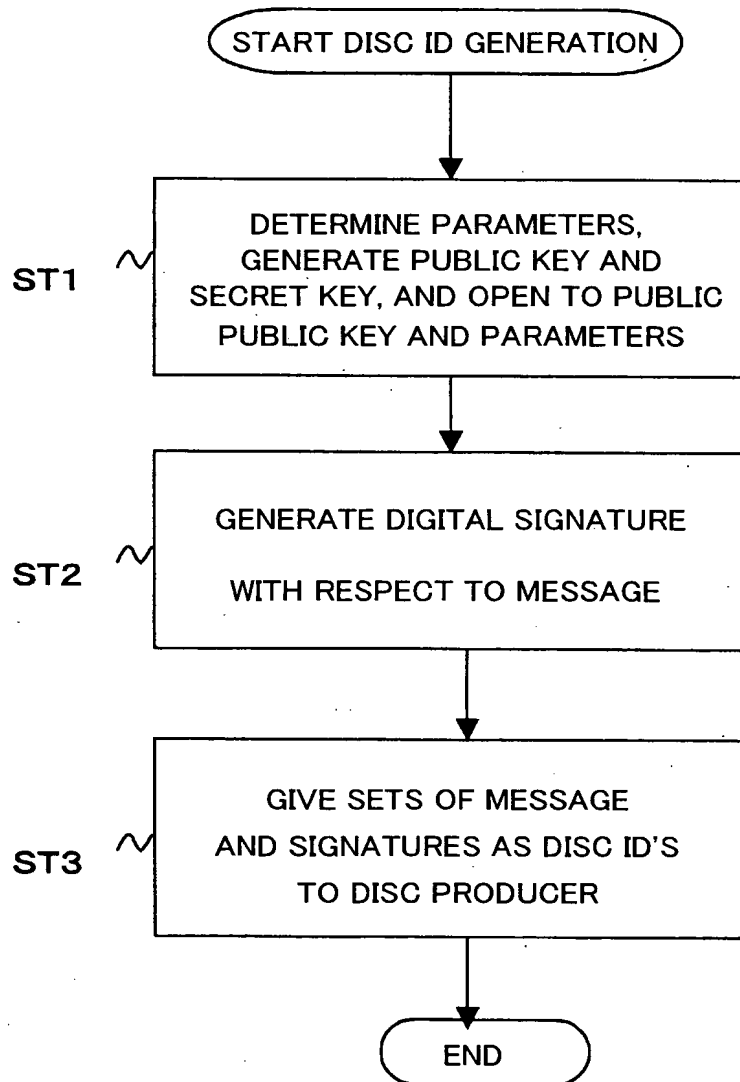 START DISC ID GENERATION
DETERMINE PARAMETERS,
GENERATE PUBLIC KEY AND
ST1
SECRET KEY, AND OPEN TO PUBLIC
PUBLIC KEY AND PARAMETERS
GENERATE DIGITAL SIGNATURE
ST2
WITH RESPECT TO MESSAGE
GIVE SETS OF MESSAGE
ST3
AND SIGNATURES AS DISC ID'S
TO DISC PRODUCER
END